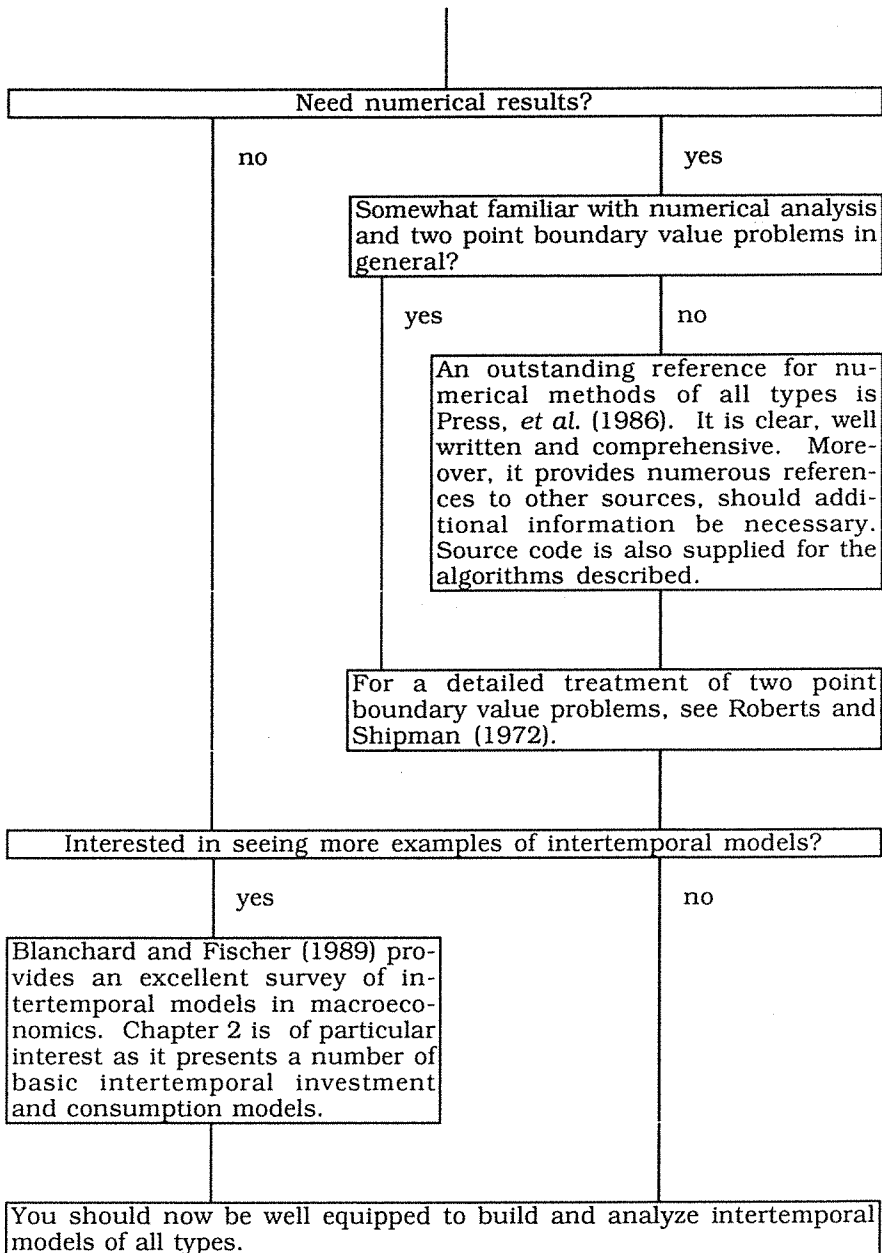 Need numerical results?
no
yes
Somewhat familiar with numerical analysis
and two point boundary value problems in
general?
yes
no
An outstanding reference for nu-
merical methods of all types is
Press, et al. (1986). It is clear, well
written and comprehensive. More-
over, it provides numerous referen-
ces to other sources, should addi-
tional information be necessary.
Source code is also supplied for the
algorithms described.
For a detailed treatment of two point
boundary value problems, see Roberts and
Shipman (1972).
Interested in seeing more examples of intertemporal models?
yes
no
Blanchard and Fischer (1989) pro-
vides an excellent survey of in-
tertemporal models in macroeco-
nomics. Chapter 2 is of particular
interest as it presents a number of
basic intertemporal investment
and consumption models.
You should now be well equipped to build and analyze intertemporal
models of all types.